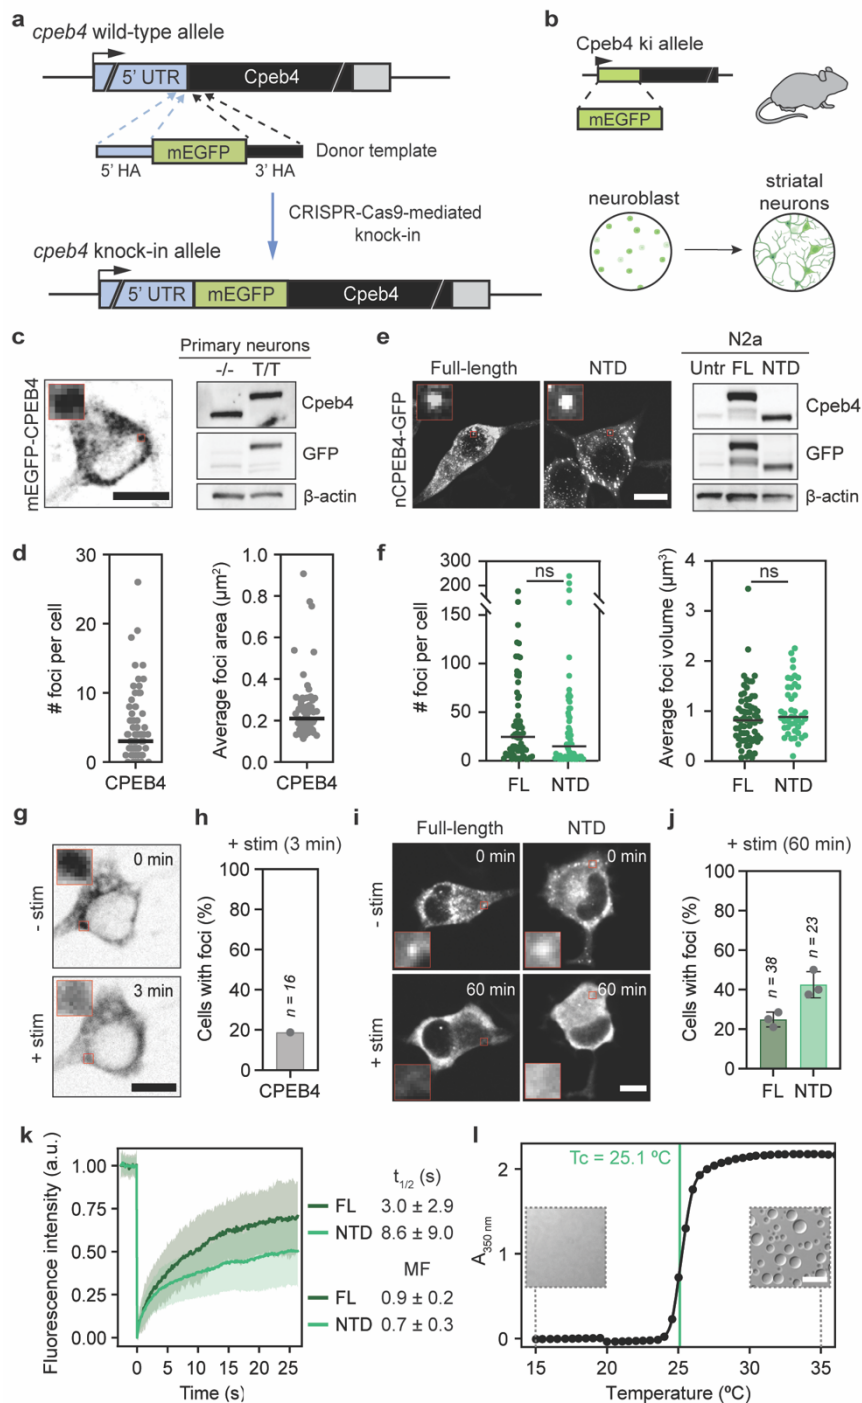 a
cpeb4 wild-type allele
5' UTR
Cpeb4
mEGFP
Donor template
5' HA
3' HA
CRISPR-Cas9-mediated
knock-in
cpeb4 knock-in allele
5' UTR
mEGFP
Cpeb4
b
Cpeb4 ki allele
mEGFP
neuroblast
striatal
neurons
c
mEGFP-CPEB4
Primary neurons
-/-
T/T
Cpeb4
GFP
β-actin
e
nCPEB4-GFP
Full-length
NTD
N2a
Untr FL NTD
Cpeb4
GFP
β-actin
d
# foci per cell
30
20
10
0
CPEB4
Average foci area (μm²)
1.0
0.8
0.6
0.4
0.2
0.0
CPEB4
f
# foci per cell
300
200
150
100
50
25
0
ns
FL
NTD
Average foci volume (μm³)
4
3
2
1
0
ns
FL
NTD
g
- stim
0 min
+ stim
3 min
h
+ stim (3 min)
Cells with foci (%)
100
80
60
40
20
0
n = 16
CPEB4
i
Full-length
NTD
- stim
0 min
0 min
+ stim
60 min
60 min
j
+ stim (60 min)
Cells with foci (%)
100
80
60
40
20
0
n = 38
n = 23
FL
NTD
k
Fluorescence intensity (a.u.)
1.00
0.75
0.50
0.25
0.00
0 5 10 15 20 25
Time (s)
t1/2 (s)
FL 3.0 ± 2.9
NTD 8.6 ± 9.0
MF
FL 0.9 ± 0.2
NTD 0.7 ± 0.3
l
Tc = 25.1 ºC
A350 nm
2
1
0
15 20 25 30 35
Temperature (ºC)